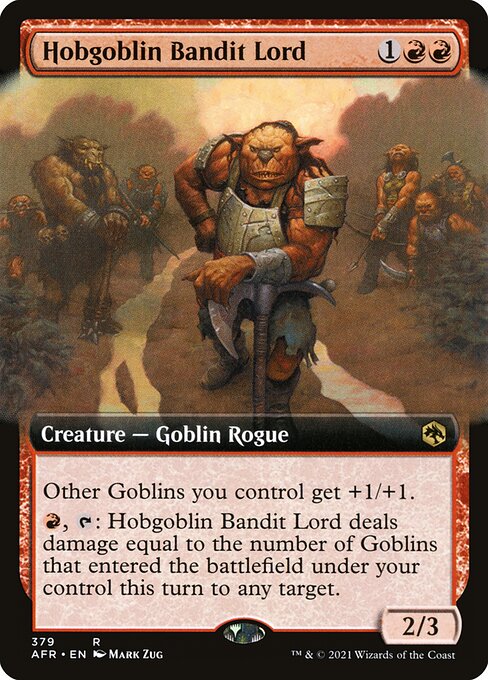 Hobgoblin Bandit Lord 1
Creature — Goblin Rogue
Other Goblins you control get +1/+1.
, : Hobgoblin Bandit Lord deals
damage equal to the number of Goblins
that entered the battlefield under your
control this turn to any target.
2/3
379 R
AFR • EN Mark Zug ™ & © 2021 Wizards of the Coast